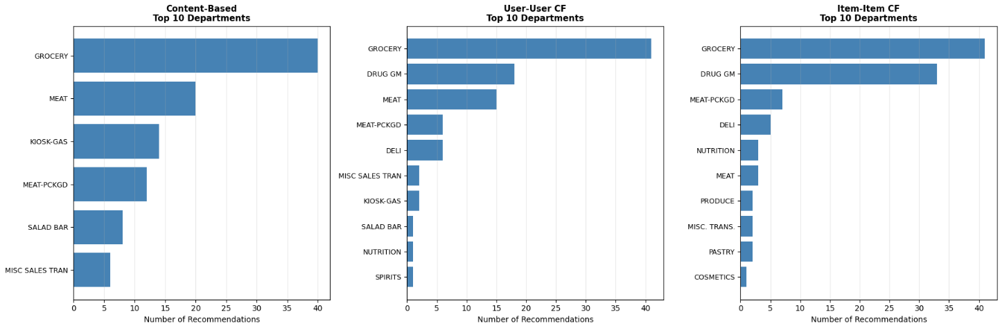 Content-Based
Top 10 Departments
GROCERY
MEAT
KIOSK-GAS
MEAT-PCKGD
SALAD BAR
MISC SALES TRAN
0 5 10 15 20 25 30 35 40
Number of Recommendations
User-User CF
Top 10 Departments
GROCERY
DRUG GM
MEAT
MEAT-PCKGD
DELI
MISC SALES TRAN
KIOSK-GAS
SALAD BAR
NUTRITION
SPIRITS
0 5 10 15 20 25 30 35 40
Number of Recommendations
Item-Item CF
Top 10 Departments
GROCERY
DRUG GM
MEAT-PCKGD
DELI
NUTRITION
MEAT
PRODUCE
MISC. TRANS.
PASTRY
COSMETICS
0 5 10 15 20 25 30 35 40
Number of Recommendations